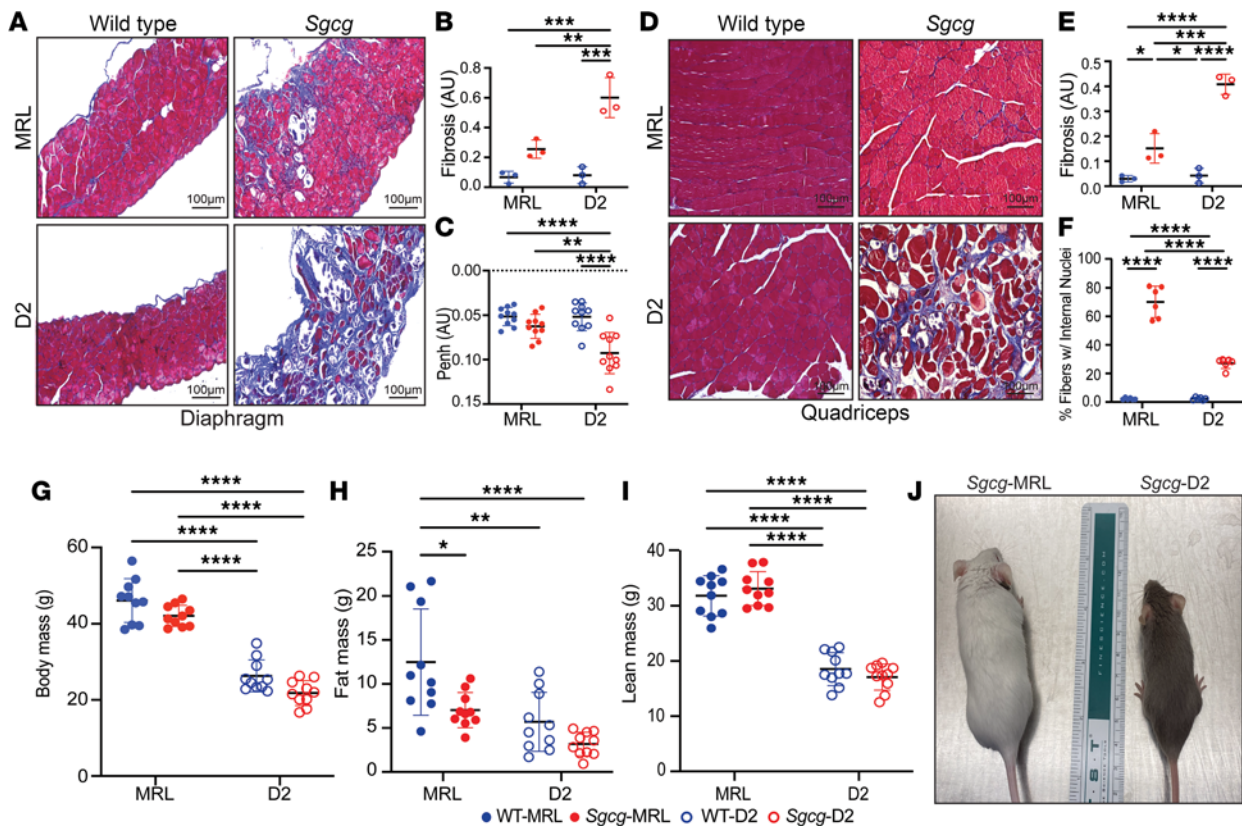 A
Wild type
Sgcg
MRL
100µm
100µm
D2
100µm
100µm
Diaphragm
B
***
**
***
Fibrosis (AU)
0.8
0.6
0.4
0.2
0.0
MRL
D2
C
****
**
****
Penh (AU)
0.00
0.05
0.10
0.15
MRL
D2
D
Wild type
Sgcg
MRL
100µm
100µm
D2
100µm
100µm
Quadriceps
E
****
***
*
*
****
Fibrosis (AU)
0.5
0.4
0.3
0.2
0.1
0.0
MRL
D2
F
****
****
****
****
% Fibers w/ Internal Nuclei
100
80
60
40
20
0.0
MRL
D2
G
****
****
****
****
Body mass (g)
60
40
20
0
MRL
D2
H
****
**
*
Fat mass (g)
25
20
15
10
5
0
MRL
D2
I
****
****
****
****
Lean mass (g)
40
30
20
10
0
MRL
D2
J
Sgcg-MRL
Sgcg-D2
FINESCIENCE.COM
F·S·T
WT-MRL
Sgcg-MRL
WT-D2
Sgcg-D2